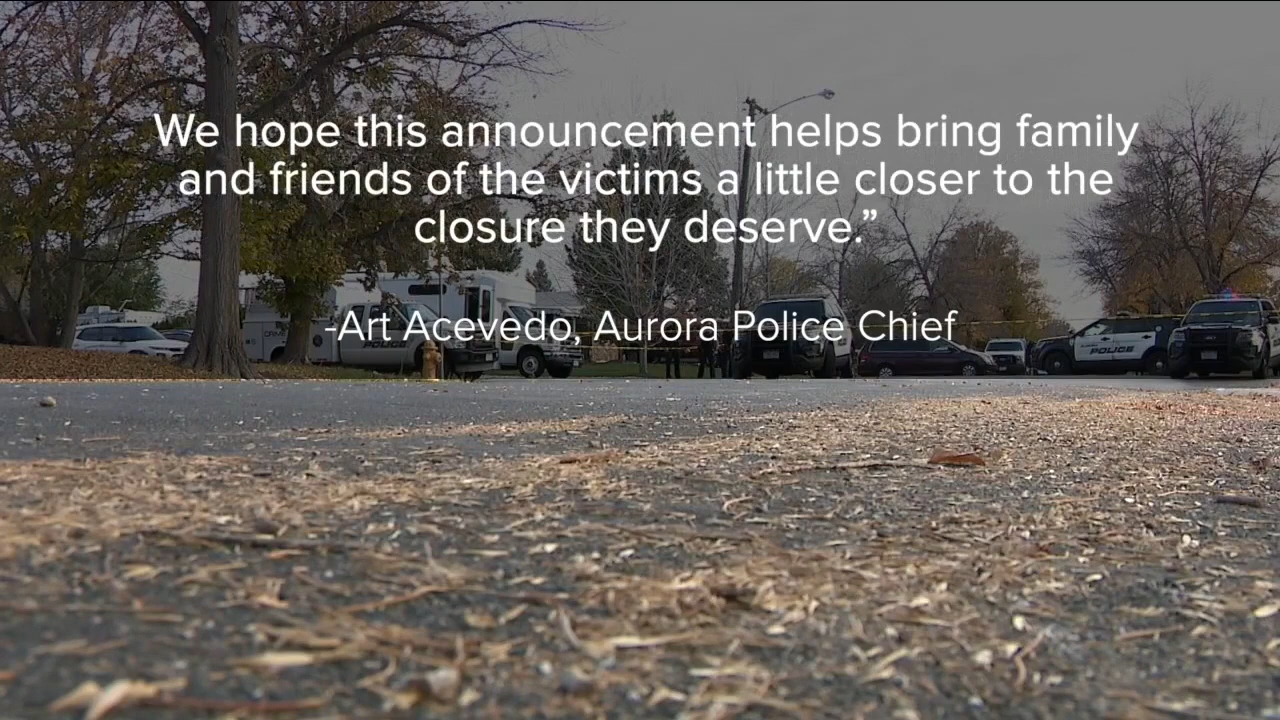 We hope this announcement helps bring family
and friends of the victims a little closer to the
closure they deserve.”
-Art Acevedo, Aurora Police Chief
POLICE
POLICE